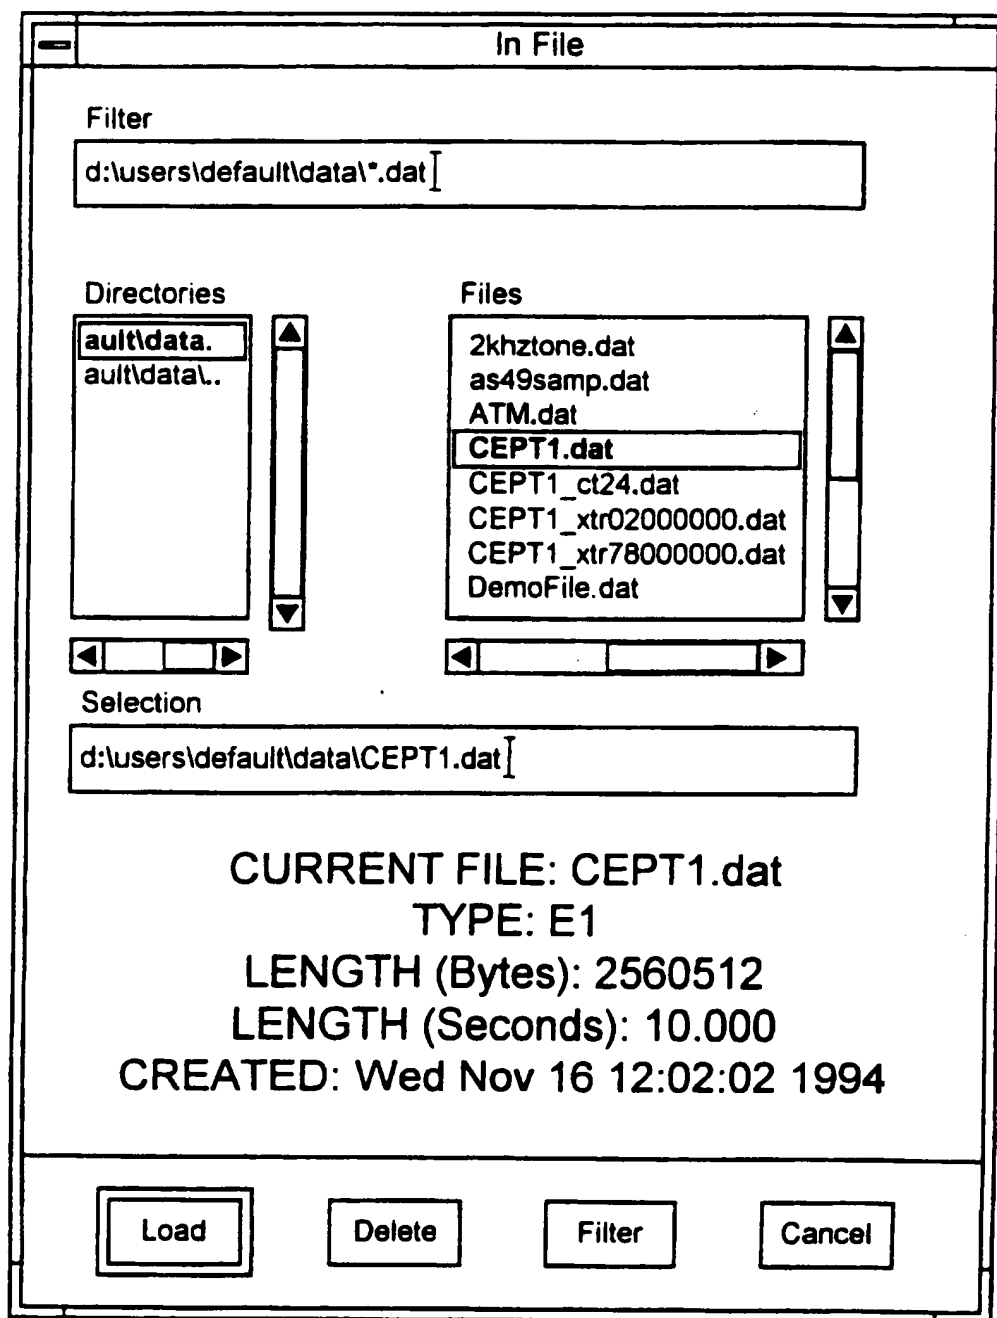 In File
Filter
d:\users\default\data\*.dat
Directories
ault\data.
ault\data\..
Files
2khztone.dat
as49samp.dat
ATM.dat
CEPT1.dat
CEPT1_ct24.dat
CEPT1_xtr02000000.dat
CEPT1_xtr78000000.dat
DemoFile.dat
Selection
d:\users\default\data\CEPT1.dat
CURRENT FILE: CEPT1.dat
TYPE: E1
LENGTH (Bytes): 2560512
LENGTH (Seconds): 10.000
CREATED: Wed Nov 16 12:02:02 1994
Load
Delete
Filter
Cancel